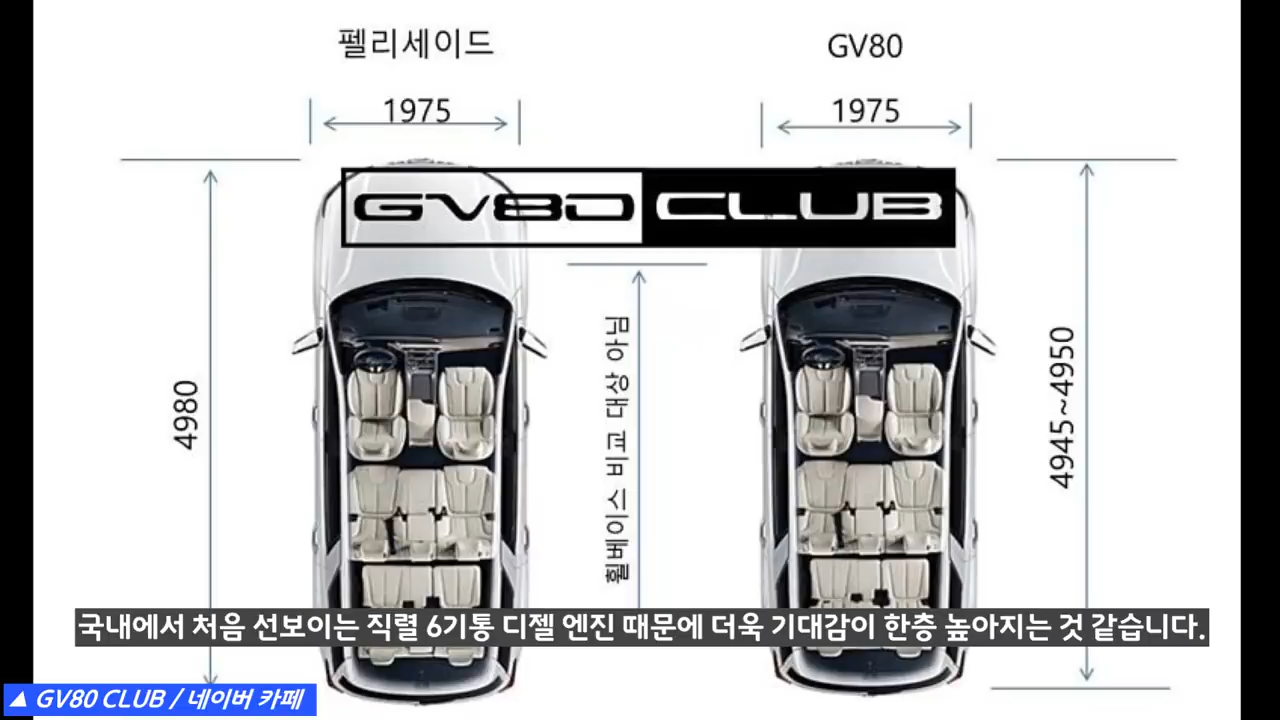 펠리세이드
GV80
1975
1975
GV80 CLUB
4980
휠베이스 비교 대상 아님
4945~4950
국내에서 처음 선보이는 직렬 6기통 디젤 엔진 때문에 더욱 기대감이 한층 높아지는 것 같습니다.
▲ GV80 CLUB / 네이버 카페